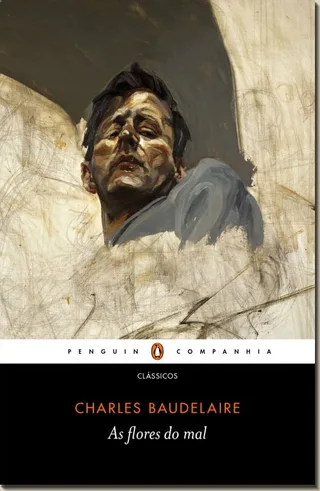 PENGUIN COMPANHIA
CLÁSSICOS
CHARLES BAUDELAIRE
As flores do mal